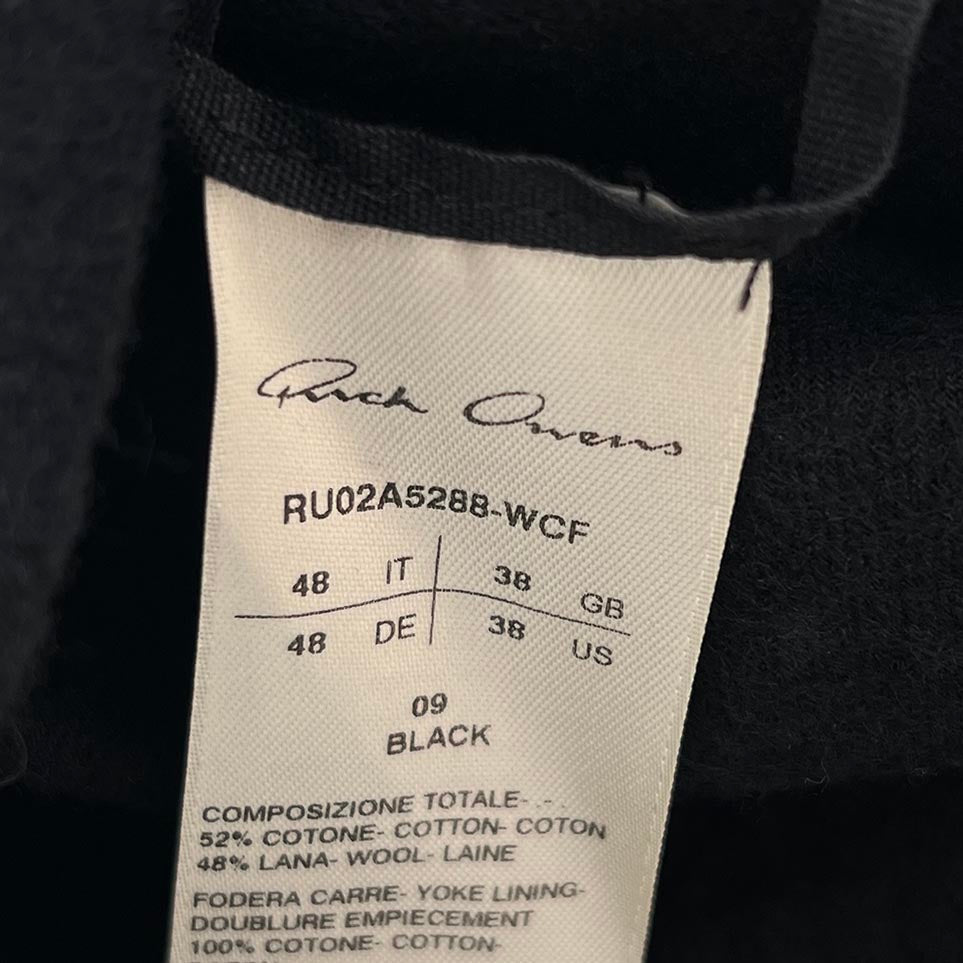 Rick Owens
RU02A5288-WCF
48 IT 38 GB
48 DE 38 US
09
BLACK
COMPOSIZIONE TOTALE- . - .
52% COTONE- COTTON- COTON
48% LANA- WOOL- LAINE
FODERA CARRE- YOKE LINING-
DOUBLURE EMPIECEMENT
100% COTONE- COTTON-